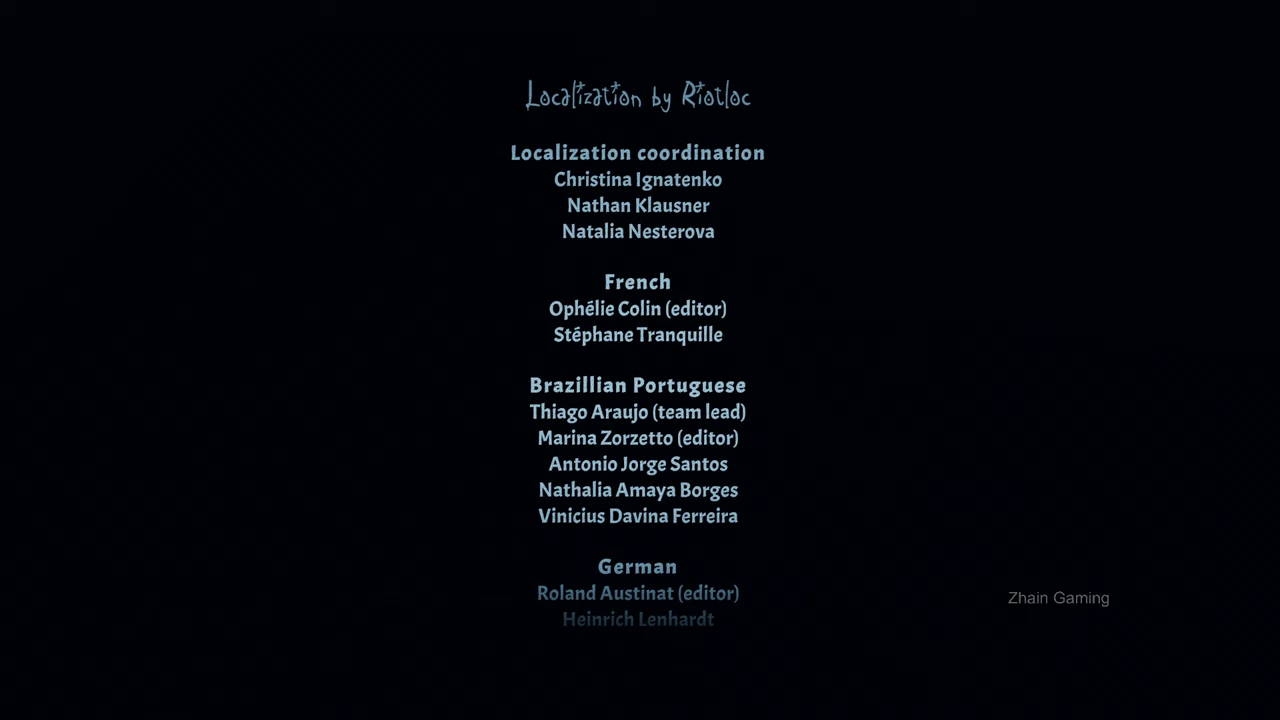 Localization by Riotloc
Localization coordination
Christina Ignatenko
Nathan Klausner
Natalia Nesterova
French
Ophélie Colin (editor)
Stéphane Tranquille
Brazillian Portuguese
Thiago Araujo (team lead)
Marina Zorzetto (editor)
Antonio Jorge Santos
Nathalia Amaya Borges
Vinicius Davina Ferreira
German
Roland Austinat (editor)
Heinrich Lenhardt
Zhain Gaming